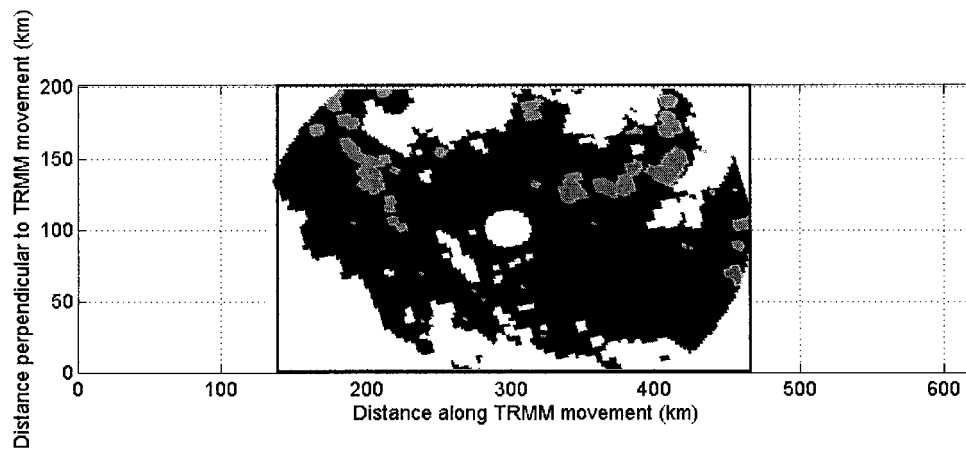 Distance perpendicular to TRMM movement (km)
200
150
100
50
0
0 100 200 300 400 500 600
Distance along TRMM movement (km)